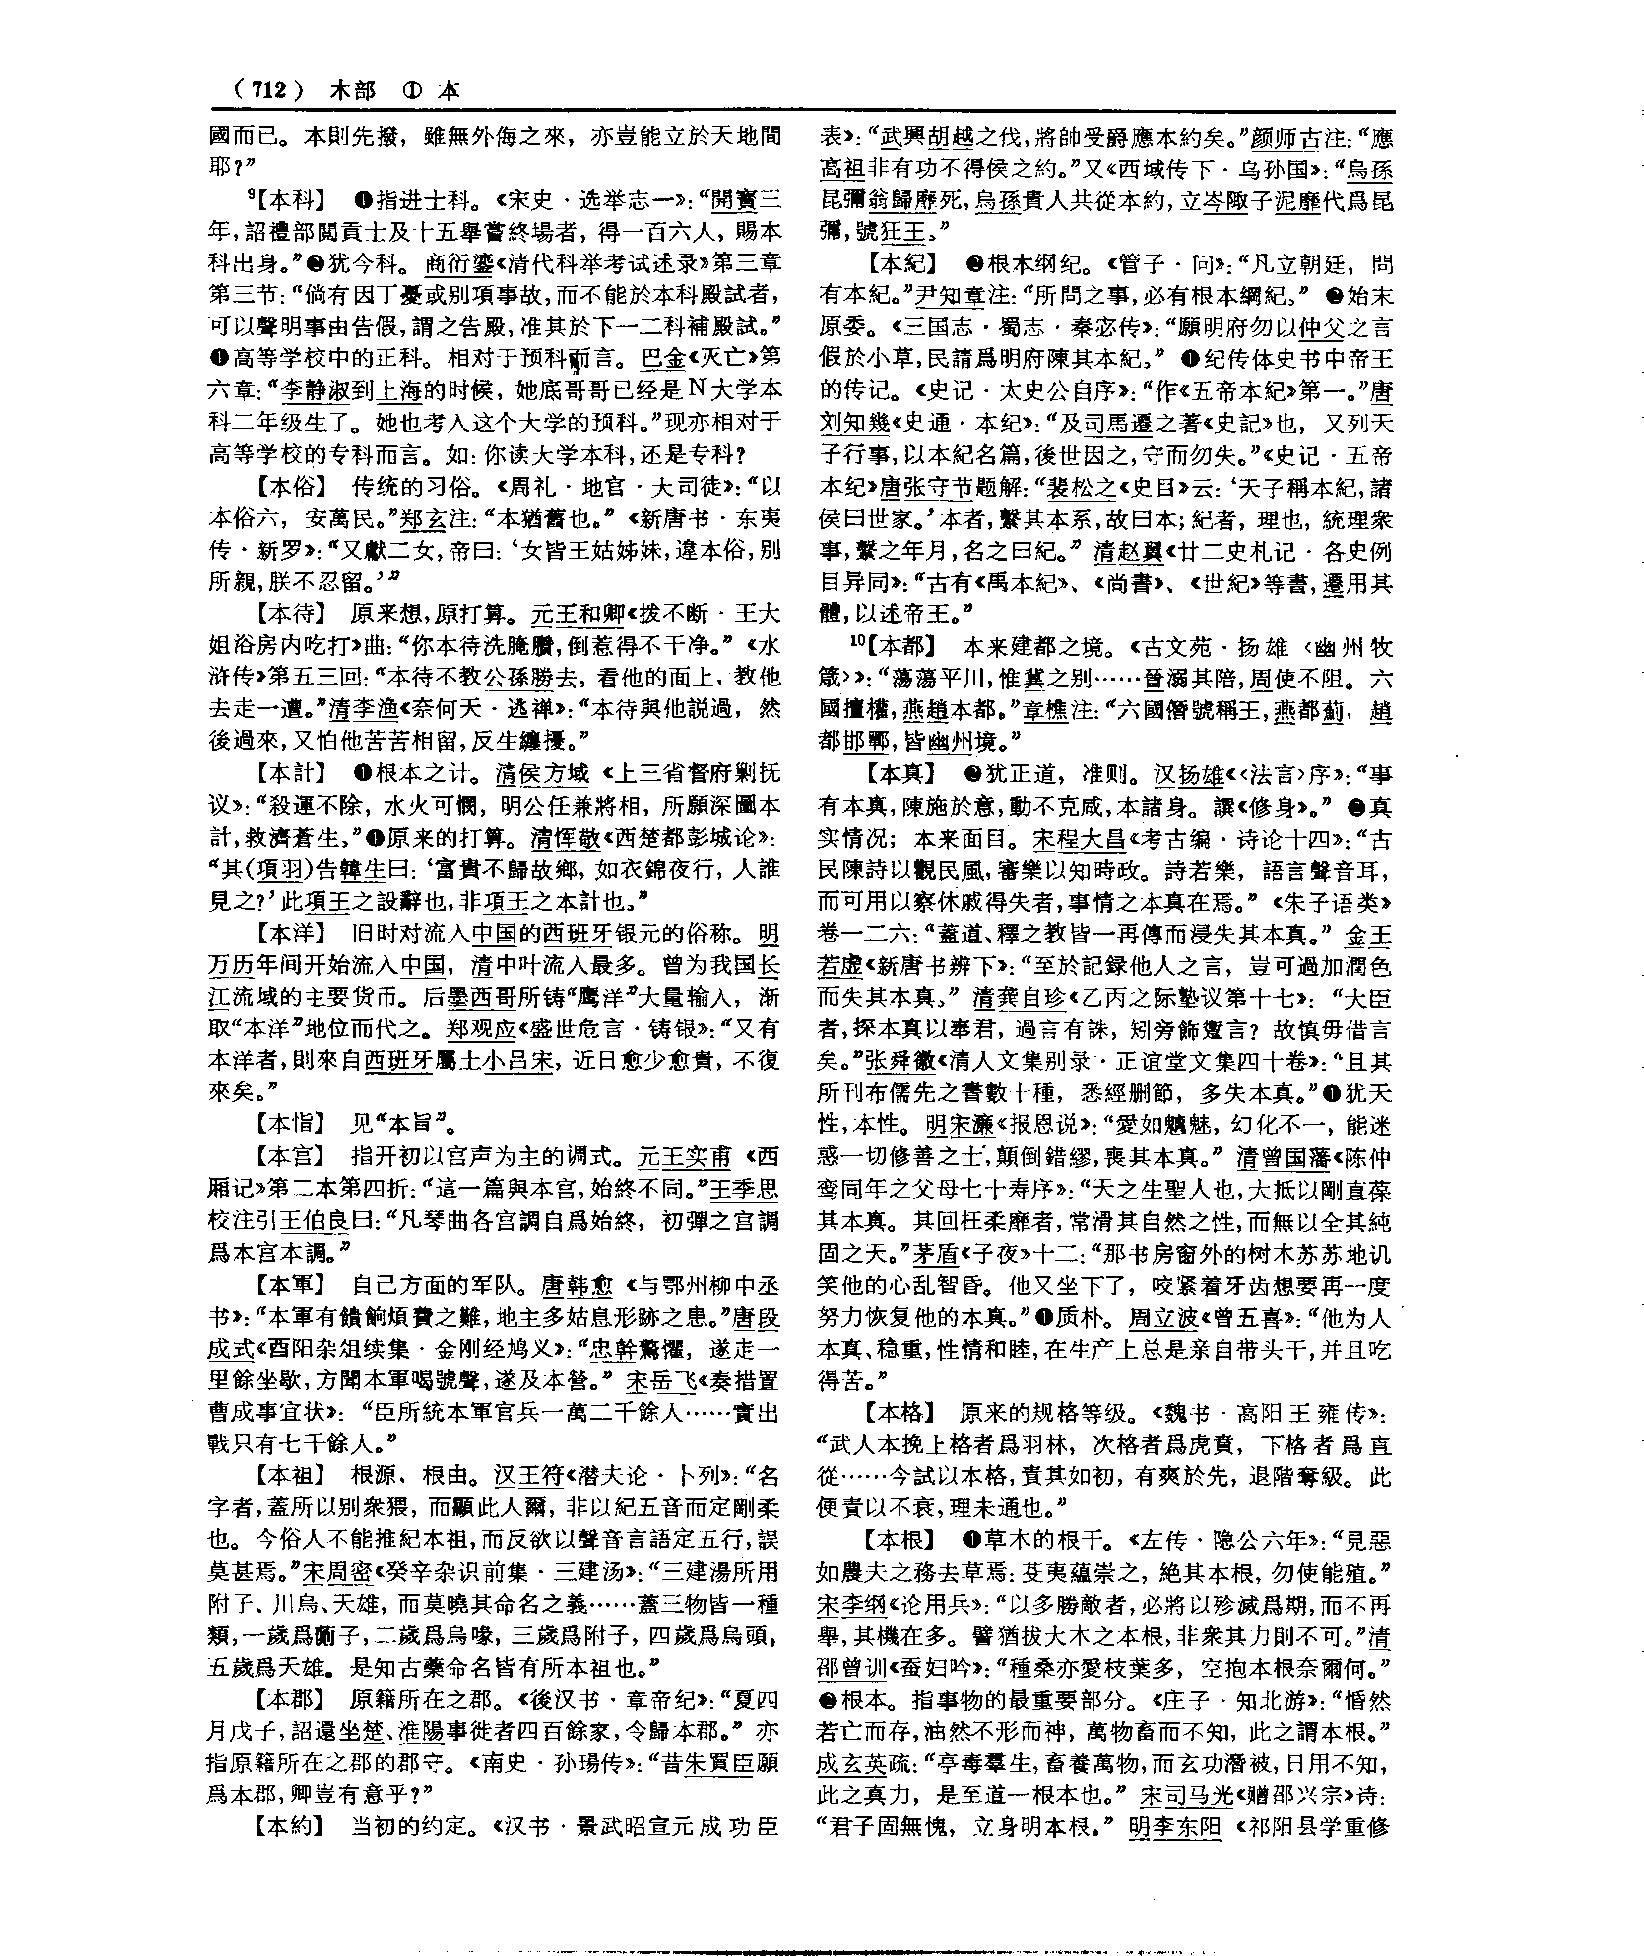 （712） 木部 ① 本
國而已。本則先撥，雖無外侮之來，亦豈能立於天地間
耶？”
⁹【本科】 ❶指进士科。《宋史·选举志一》：“開寶三
年，詔禮部閲貢士及十五舉嘗終場者，得一百六人，賜本
科出身。”❷犹今科。商衍鎏《清代科举考试述录》第三章
第三节：“倘有因丁憂或别項事故，而不能於本科殿試者，
可以聲明事由告假，謂之告殿，准其於下一二科補殿試。”
❶高等学校中的正科。相对于预科而言。巴金《灭亡》第
六章：“李静淑到上海的时候，她底哥哥已经是N大学本
科二年级生了。她也考入这个大学的预科。”现亦相对于
高等学校的专科而言。如：你读大学本科，还是专科？
【本俗】 传统的习俗。《周礼·地官·大司徒》：“以
本俗六，安萬民。”郑玄注：“本猶舊也。”《新唐书·东夷
传·新罗》：“又獻二女，帝曰：‘女皆王姑姊妹，違本俗，别
所親，朕不忍留。’”
【本待】 原来想，原打算。元王和卿《拨不断·王大
姐浴房内吃打》曲：“你本待洗腌臢，倒惹得不干净。”《水
浒传》第五三回：“本待不教公孫勝去，看他的面上，教他
去走一遭。”清李渔《奈何天·逃禅》：“本待與他説過，然
後過來，又怕他苦苦相留，反生纏擾。”
【本計】 ❶根本之计。清侯方域《上三省督府剿抚
议》：“殺運不除，水火可憫，明公任兼將相，所願深圖本
計，救濟蒼生。”❶原来的打算。清恽敬《西楚都彭城论》：
“其（項羽）告韓生曰：‘富貴不歸故鄉，如衣錦夜行，人誰
見之？’此項王之設辭也，非項王之本計也。”
【本洋】 旧时对流入中国的西班牙银元的俗称。明
万历年间开始流入中国，清中叶流入最多。曾为我国长
江流域的主要货币。后墨西哥所铸“鹰洋”大量输入，渐
取“本洋”地位而代之。郑观应《盛世危言·铸银》：“又有
本洋者，則來自西班牙屬土小吕宋，近日愈少愈貴，不復
來矣。”
【本恉】 见“本旨”。
【本宫】 指开初以宫声为主的调式。元王实甫《西
厢记》第二本第四折：“這一篇與本宫，始終不同。”王季思
校注引王伯良曰：“凡琴曲各宫調自爲始終，初彈之宫調
爲本宫本調。”
【本軍】 自己方面的军队。唐韩愈《与鄂州柳中丞
书》：“本軍有饋餉煩費之難，地主多姑息形跡之患。”唐段
成式《酉阳杂俎续集·金刚经鸠义》：“忠幹驚懼，遂走一
里餘坐歇，方聞本軍喝號聲，遂及本營。”宋岳飞《奏措置
曹成事宜状》：“臣所統本軍官兵一萬二千餘人……實出
戰只有七千餘人。”
【本祖】 根源、根由。汉王符《潜夫论·卜列》：“名
字者，蓋所以别衆猥，而顯此人爾，非以紀五音而定剛柔
也。今俗人不能推紀本祖，而反欲以聲音言語定五行，誤
莫甚焉。”宋周密《癸辛杂识前集·三建汤》：“三建湯所用
附子、川烏、天雄，而莫曉其命名之義……蓋三物皆一種
類，一歲爲萴子，二歲爲烏喙，三歲爲附子，四歲爲烏頭，
五歲爲天雄。是知古藥命名皆有所本祖也。”
【本郡】 原籍所在之郡。《後汉书·章帝纪》：“夏四
月戊子，詔還坐楚、淮陽事徙者四百餘家，令歸本郡。”亦
指原籍所在之郡的郡守。《南史·孙瑒传》：“昔朱買臣願
爲本郡，卿豈有意乎？”
【本約】 当初的约定。《汉书·景武昭宣元成功臣
表》：“武興胡越之伐，將帥受爵應本約矣。”颜师古注：“應
高祖非有功不得侯之約。”又《西域传下·乌孙国》：“烏孫
昆彌翁歸靡死，烏孫貴人共從本約，立岑陬子泥靡代爲昆
彌，號狂王。”
【本紀】 ❷根本纲纪。《管子·问》：“凡立朝廷，問
有本紀。”尹知章注：“所問之事，必有根本綱紀。” ❷始末
原委。《三国志·蜀志·秦宓传》：“願明府勿以仲父之言
假於小草，民請爲明府陳其本紀。” ❶纪传体史书中帝王
的传记。《史记·太史公自序》：“作《五帝本紀》第一。”唐
刘知幾《史通·本纪》：“及司馬遷之著《史記》也，又列天
子行事，以本紀名篇，後世因之，守而勿失。”《史记·五帝
本纪》唐张守节题解：“裴松之《史目》云：‘天子稱本紀，諸
侯曰世家。’本者，繫其本系，故曰本；紀者，理也，統理衆
事，繫之年月，名之曰紀。”清赵翼《廿二史札记·各史例
目异同》：“古有《禹本紀》、《尚書》、《世紀》等書，遷用其
體，以述帝王。”
¹⁰【本都】 本来建都之境。《古文苑·扬雄〈幽州牧
箴〉》：“蕩蕩平川，惟冀之别……晉溺其陪，周使不阻。六
國擅權，燕趙本都。”章樵注：“六國僭號稱王，燕都薊，趙
都邯鄲，皆幽州境。”
【本真】 ❷犹正道，准则。汉扬雄《〈法言〉序》：“事
有本真，陳施於意，動不克咸，本諸身。譔《修身》。” ❷真
实情况；本来面目。宋程大昌《考古编·诗论十四》：“古
民陳詩以觀民風，審樂以知時政。詩若樂，語言聲音耳，
而可用以察休戚得失者，事情之本真在焉。”《朱子语类》
卷一二六：“蓋道、釋之教皆一再傳而浸失其本真。”金王
若虚《新唐书辨下》：“至於記録他人之言，豈可過加潤色
而失其本真。”清龚自珍《乙丙之际塾议第十七》：“大臣
者，探本真以奉君，過言有誅，矧旁飾鼚言？故慎毋借言
矣。”张舜徽《清人文集别录·正谊堂文集四十卷》：“且其
所刊布儒先之書數十種，悉經删節，多失本真。”❶犹天
性，本性。明宋濂《报恩说》：“愛如魑魅，幻化不一，能迷
惑一切修善之士，顛倒錯繆，喪其本真。”清曾国藩《陈仲
鸾同年之父母七十寿序》：“天之生聖人也，大抵以剛直葆
其本真。其回枉柔靡者，常滑其自然之性，而無以全其純
固之天。”茅盾《子夜》十二：“那书房窗外的树木苏苏地讥
笑他的心乱智昏。他又坐下了，咬紧着牙齿想要再一度
努力恢复他的本真。”❶质朴。周立波《曾五喜》：“他为人
本真、稳重，性情和睦，在生产上总是亲自带头干，并且吃
得苦。”
【本格】 原来的规格等级。《魏书·高阳王雍传》：
“武人本挽上格者爲羽林，次格者爲虎賁，下格者爲直
從……今試以本格，責其如初，有爽於先，退階奪級。此
便責以不衰，理未通也。”
【本根】 ❶草木的根干。《左传·隐公六年》：“見惡
如農夫之務去草焉：芟夷藴崇之，絶其本根，勿使能殖。”
宋李纲《论用兵》：“以多勝敵者，必將以殄滅爲期，而不再
舉，其機在多。譬猶拔大木之本根，非衆其力則不可。”清
邵曾训《蚕妇吟》：“種桑亦愛枝葉多，空抱本根奈爾何。”
❷根本。指事物的最重要部分。《庄子·知北游》：“惛然
若亡而存，油然不形而神，萬物畜而不知，此之謂本根。”
成玄英疏：“亭毒羣生，畜養萬物，而玄功潛被，日用不知，
此之真力，是至道一根本也。”宋司马光《赠邵兴宗》诗：
“君子固無愧，立身明本根。”明李东阳《祁阳县学重修